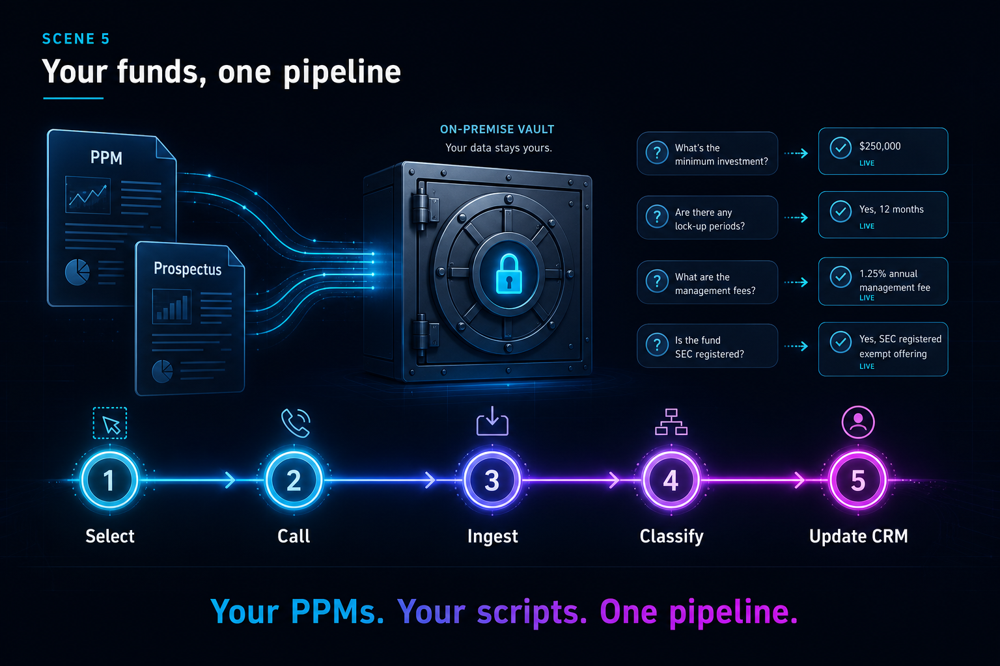 SCENE 5
Your funds, one pipeline
PPM
Prospectus
ON-PREMISE VAULT
Your data stays yours.
What's the
minimum investment?
$250,000
LIVE
Are there any
lock-up periods?
Yes, 12 months
LIVE
What are the
management fees?
1.25% annual
management fee
LIVE
Is the fund
SEC registered?
Yes, SEC registered
exempt offering
LIVE
1
Select
2
Call
3
Ingest
4
Classify
5
Update CRM
Your PPMs. Your scripts. One pipeline.